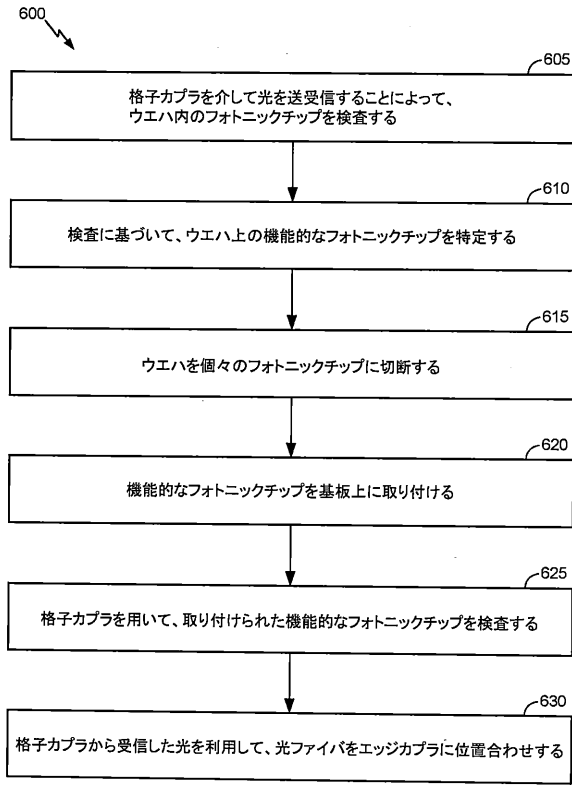 600
605
格子カプラを介して光を送受信することによって、
ウエハ内のフォトニックチップを検査する
610
検査に基づいて、ウエハ上の機能的なフォトニックチップを特定する
615
ウエハを個々のフォトニックチップに切断する
620
機能的なフォトニックチップを基板上に取り付ける
625
格子カプラを用いて、取り付けられた機能的なフォトニックチップを検査する
630
格子カプラから受信した光を利用して、光ファイバをエッジカプラに位置合わせする